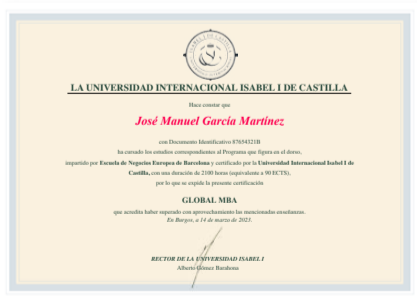 ISABEL I DE CASTILLA
LA UNIVERSIDAD INTERNACIONAL ISABEL I DE CASTILLA
Hace constar que
José Manuel García Martínez
con Documento Identificativo 87654321B
ha cursado los estudios correspondientes al Programa que figura en el dorso,
impartido por Escuela de Negocios Europea de Barcelona y certificado por la Universidad Internacional Isabel I de
Castilla, con una duración de 2100 horas (equivalente a 90 ECTS),
por lo que se expide la presente certificación
GLOBAL MBA
que acredita haber superado con aprovechamiento las mencionadas enseñanzas.
En Burgos, a 14 de marzo de 2023.
RECTOR DE LA UNIVERSIDAD ISABEL I
Alberto Gómez Barahona